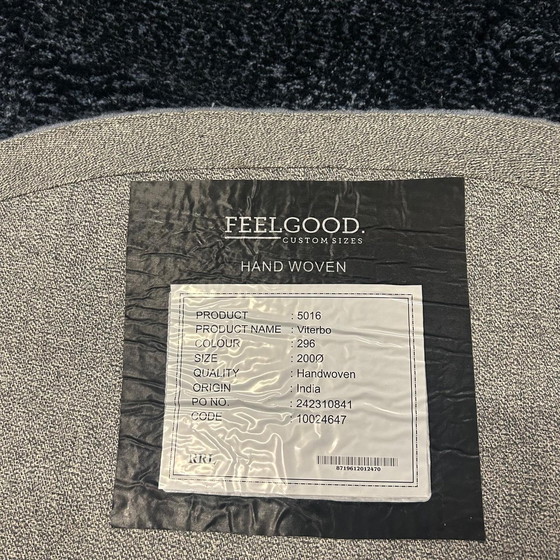 FEELGOOD.
CUSTOM SIZES
HAND WOVEN
PRODUCT : 5016
PRODUCT NAME : Viterbo
COLOUR : 296
SIZE : 200Ø
QUALITY : Handwoven
ORIGIN : India
PO NO. : 242310841
CODE : 10024647
8719612012470